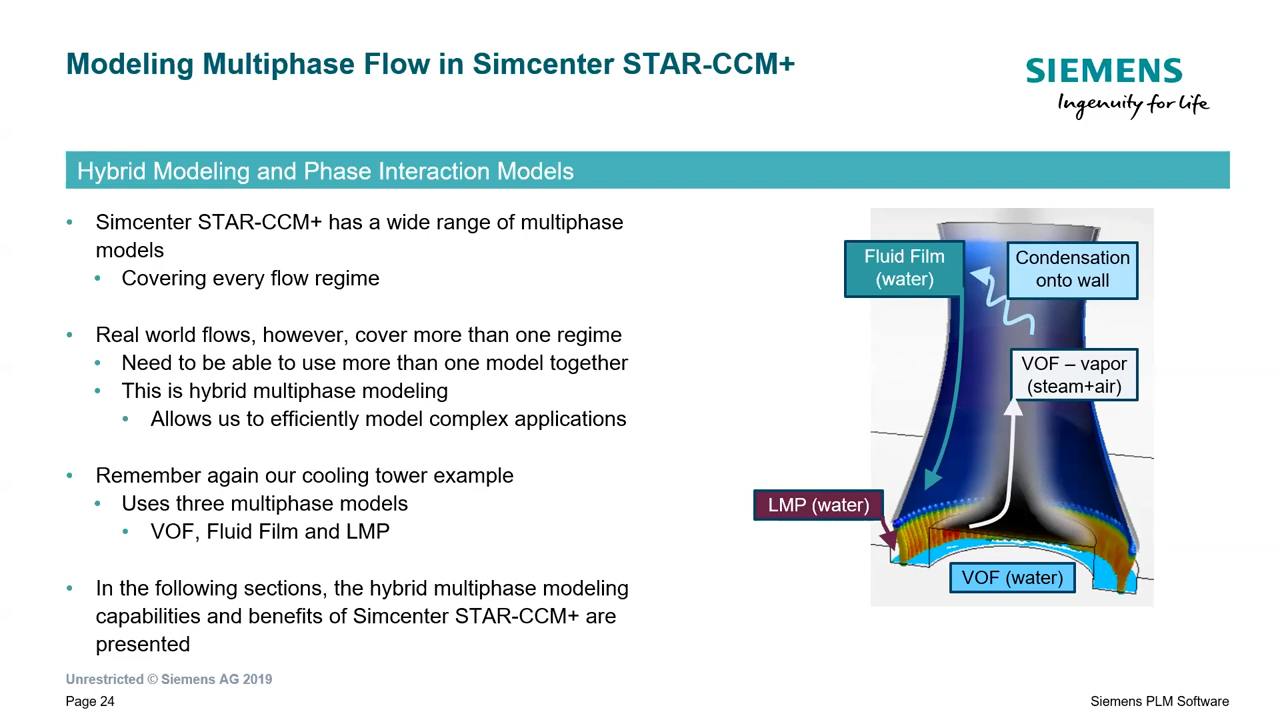 Modeling Multiphase Flow in Simcenter STAR-CCM+
SIEMENS
Ingenuity for life
Hybrid Modeling and Phase Interaction Models
• Simcenter STAR-CCM+ has a wide range of multiphase
models
• Covering every flow regime
• Real world flows, however, cover more than one regime
• Need to be able to use more than one model together
• This is hybrid multiphase modeling
• Allows us to efficiently model complex applications
• Remember again our cooling tower example
• Uses three multiphase models
• VOF, Fluid Film and LMP
• In the following sections, the hybrid multiphase modeling
capabilities and benefits of Simcenter STAR-CCM+ are
presented
Fluid Film
(water)
Condensation
onto wall
VOF – vapor
(steam+air)
LMP (water)
VOF (water)
Unrestricted © Siemens AG 2019
Page 24
Siemens PLM Software